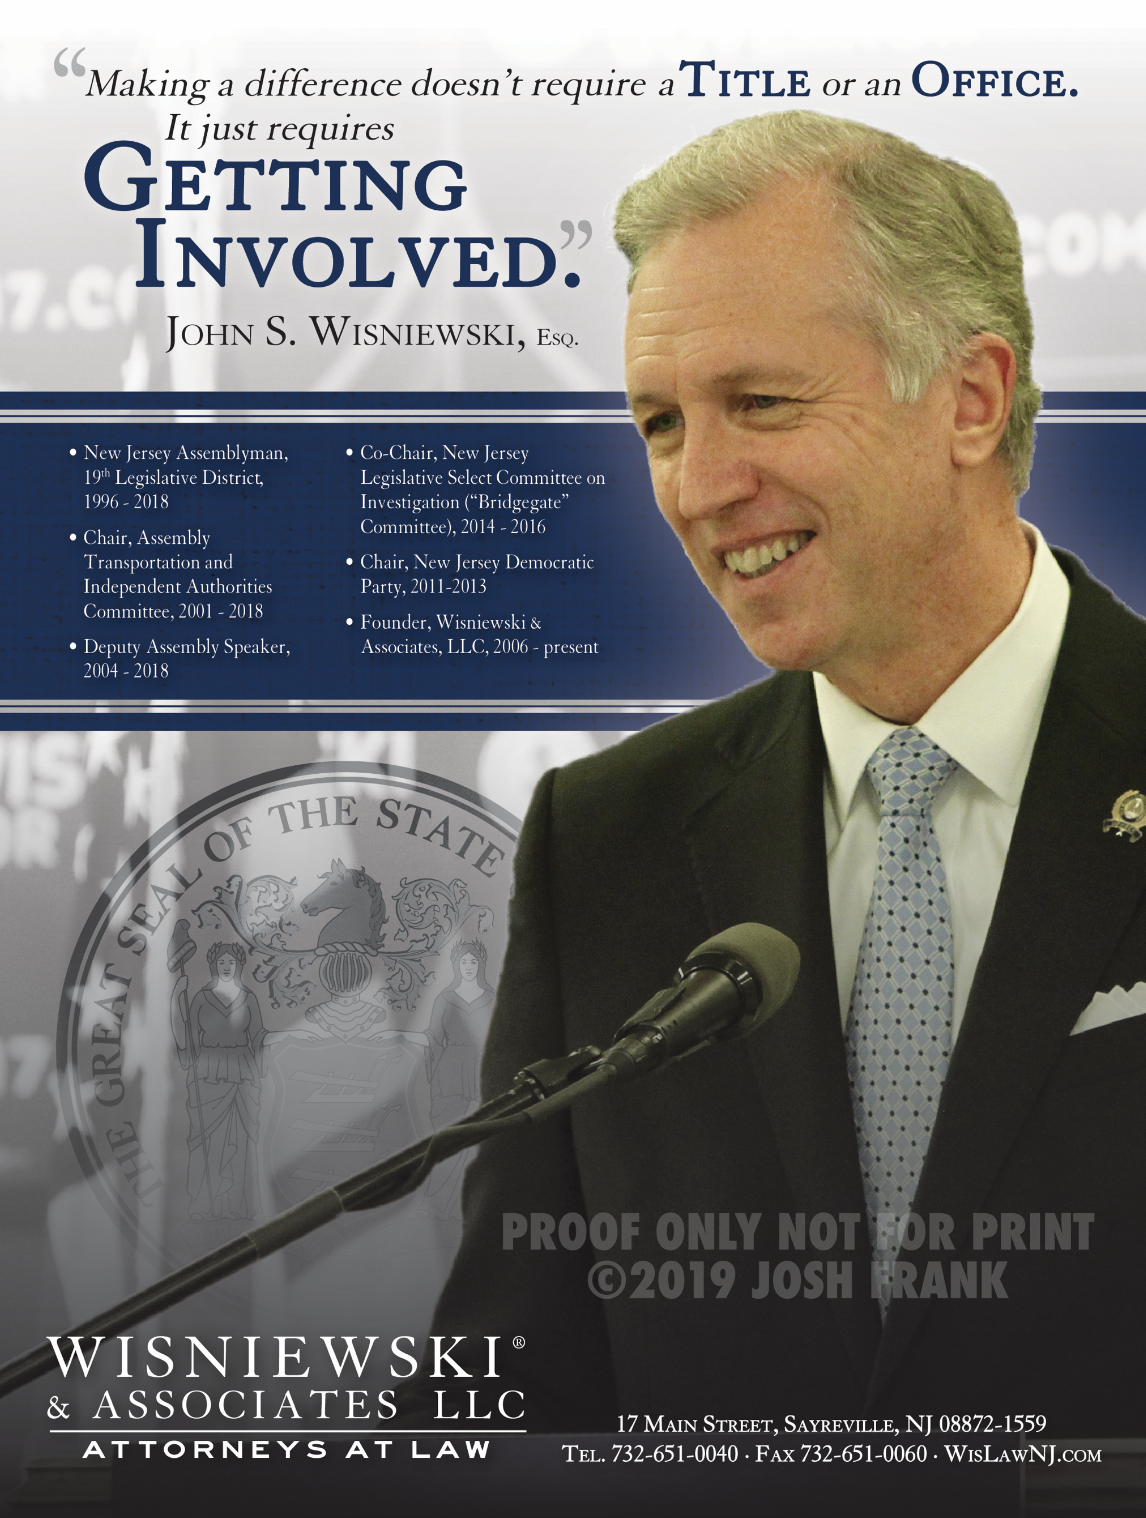 “Making a difference doesn’t require a TITLE or an OFFICE.
It just requires
GETTING
INVOLVED.”
JOHN S. WISNIEWSKI, ESQ.
• New Jersey Assemblyman,
19th Legislative District,
1996 - 2018
• Chair, Assembly
Transportation and
Independent Authorities
Committee, 2001 - 2018
• Deputy Assembly Speaker,
2004 - 2018
• Co-Chair, New Jersey
Legislative Select Committee on
Investigation (“Bridgegate”
Committee), 2014 - 2016
• Chair, New Jersey Democratic
Party, 2011-2013
• Founder, Wisniewski &
Associates, LLC, 2006 - present
THE GREAT SEAL OF THE STATE
PROOF ONLY NOT FOR PRINT
©2019 JOSH FRANK
WISNIEWSKI®
& ASSOCIATES LLC
ATTORNEYS AT LAW
17 MAIN STREET, SAYREVILLE, NJ 08872-1559
TEL. 732-651-0040 · FAX 732-651-0060 · WISLAWNJ.COM